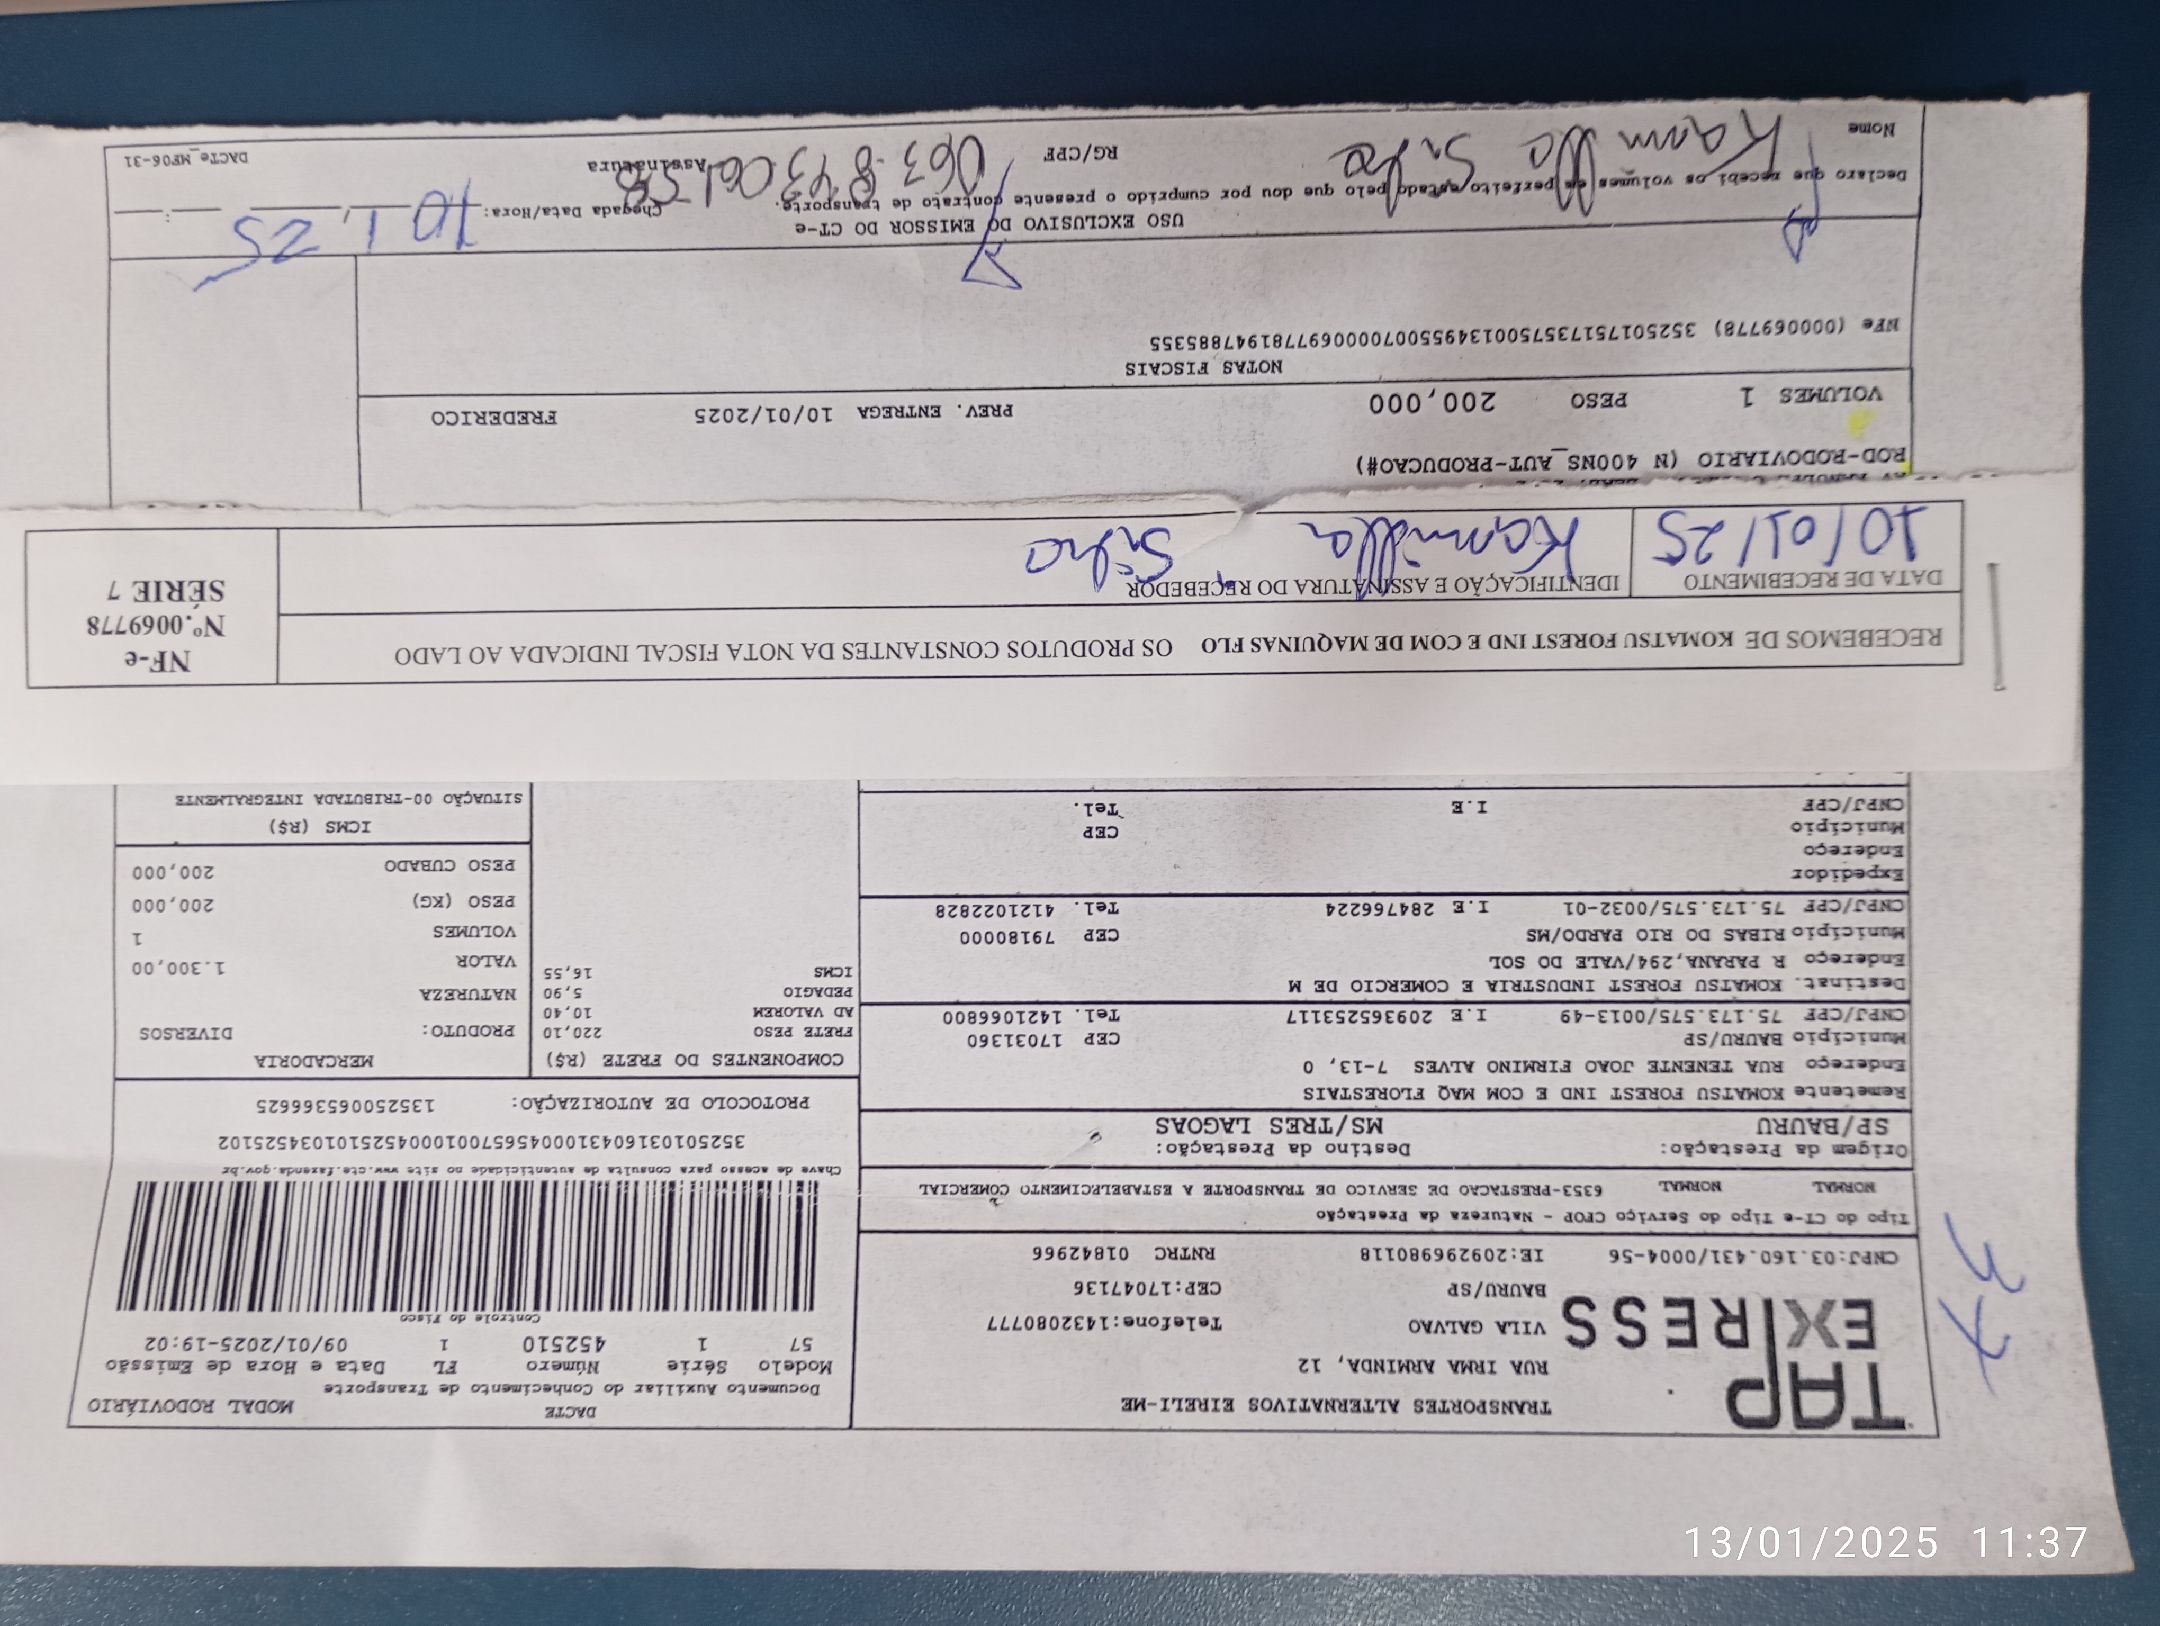 TAP
EXPRESS
TRANSPORTES ALTERNATIVOS EIRELI-ME
RUA IRMA ARMINDA, 12
VILA GALVAO Telefone:1432080777
BAURU/SP CEP:17047136
CNPJ:03.160.431/0004-56 IE:209296980118 RNTRC 01842966
DACTE MODAL RODOVIÁRIO
Documento Auxiliar do Conhecimento de Transporte
Modelo Série Número FL Data e Hora de Emissão
57 1 452510 1 09/01/2025-19:02
Controle do Fisco
Chave de acesso para consulta de autenticidade no site www.cte.fazenda.gov.br
35250103160431000456570010004525101034525102
PROTOCOLO DE AUTORIZAÇÃO: 135250065366625
Tipo do CT-e Tipo do Serviço CFOP - Natureza da Prestação
NORMAL NORMAL 6353-PRESTACAO DE SERVICO DE TRANSPORTE A ESTABELECIMENTO COMERCIAL
Origem da Prestação: Destino da Prestação:
SP/BAURU MS/TRES LAGOAS
Remetente KOMATSU FOREST IND E COM MAQ FLORESTAIS
Endereço RUA TENENTE JOAO FIRMINO ALVES 7-13, 0
Município BAURU/SP CEP 17031360
CNPJ/CPF 75.173.575/0013-49 I.E 209365253117 Tel. 1421066800
Destinat. KOMATSU FOREST INDUSTRIA E COMERCIO DE M
Endereço R PARANA,294/VALE DO SOL
Município RIBAS DO RIO PARDO/MS CEP 79180000
CNPJ/CPF 75.173.575/0032-01 I.E 284766224 Tel. 4121022828
Expedidor
Endereço
Município CEP
CNPJ/CPF I.E Tel.
COMPONENTES DO FRETE (R$)
FRETE PESO 220,10
AD VALOREM 10,40
PEDAGIO 5,90
ICMS 16,55
MERCADORIA
PRODUTO: DIVERSOS
NATUREZA
VALOR 1.300,00
VOLUMES 1
PESO (KG) 200,000
PESO CUBADO 200,000
ICMS (R$)
SITUAÇÃO 00-TRIBUTADA INTEGRALMENTE
RECEBEMOS DE KOMATSU FOREST IND E COM DE MAQUINAS FLO OS PRODUTOS CONSTANTES DA NOTA FISCAL INDICADA AO LADO
DATA DE RECEBIMENTO IDENTIFICAÇÃO E ASSINATURA DO RECEBEDOR
10/01/25 Kamilla Silva
NF-e
Nº.0069778
SÉRIE 7
ROD-RODOVIARIO (N 400NS_AUT-PRODUCAO#)
VOLUMES 1 PESO 200,000 PREV. ENTREGA 10/01/2025 FREDERICO
NOTAS FISCAIS
NFe (000069778) 35250175173575001349550070000697781947885355
USO EXCLUSIVO DO EMISSOR DO CT-e
Declaro que recebi os volumes em perfeito estado pelo que dou por cumprido o presente contrato de transporte.
Chegada Data/Hora: 10 1 25
Nome Kamilla Silva RG/CPF 063.843.061 Assinatura
DACTe_MF06-31
13/01/2025 11:37